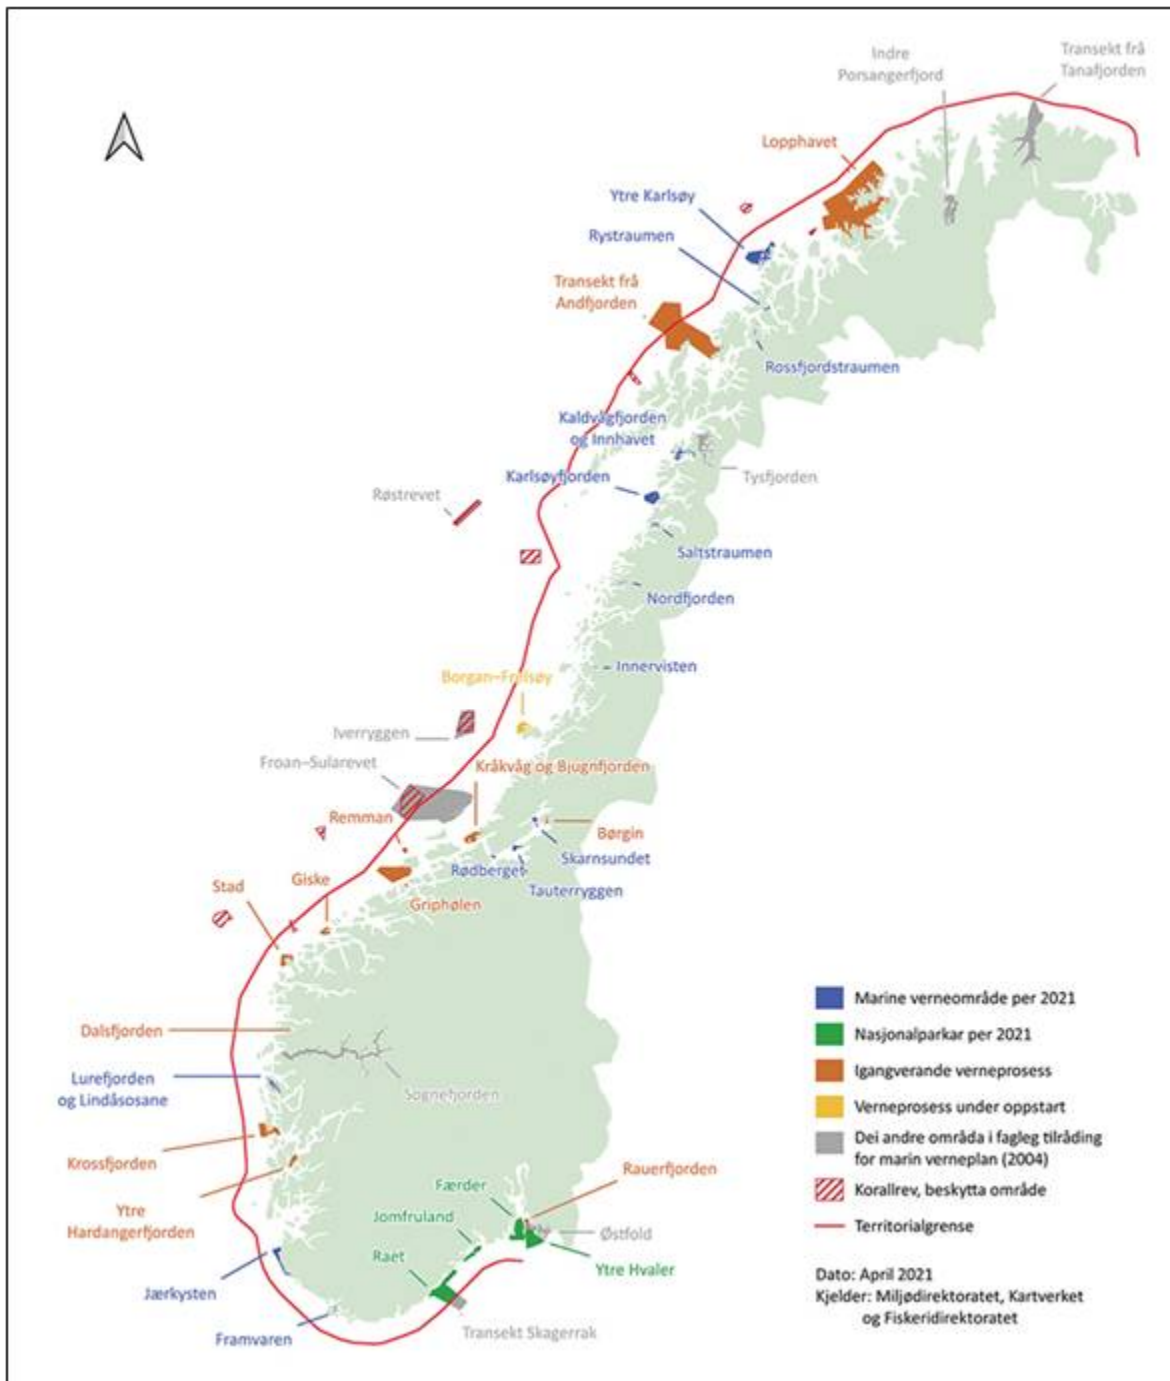 Indre
Porsangerfjord
Transekt frå
Tanafjorden
Lopphavet
Ytre Karlsøy
Rystraumen
Transekt frå
Andfjorden
Rossfjordstraumen
Kaldvågfjorden
og Innhavet
Tysfjorden
Karlsøyfjorden
Røstrevet
Saltstraumen
Nordfjorden
Innervisten
Borgan–Frelsøy
Iverryggen
Froan–Sularevet
Kråkvåg og Bjugnfjorden
Remman
Børgin
Skarnsundet
Rødberget
Tauterryggen
Giske
Stad
Griphølen
Dalsfjorden
Lurefjorden
og Lindåsosane
Sognefjorden
Krossfjorden
Ytre
Hardangerfjorden
Rauerfjorden
Færder
Jomfruland
Østfold
Raet
Ytre Hvaler
Jærkysten
Framvaren
Transekt Skagerrak
Marine verneområde per 2021
Nasjonalparkar per 2021
Igangverande verneprosess
Verneprosess under oppstart
Dei andre områda i fagleg tilråding
for marin verneplan (2004)
Korallrev, beskytta område
Territorialgrense
Dato: April 2021
Kjelder: Miljødirektoratet, Kartverket
og Fiskeridirektoratet